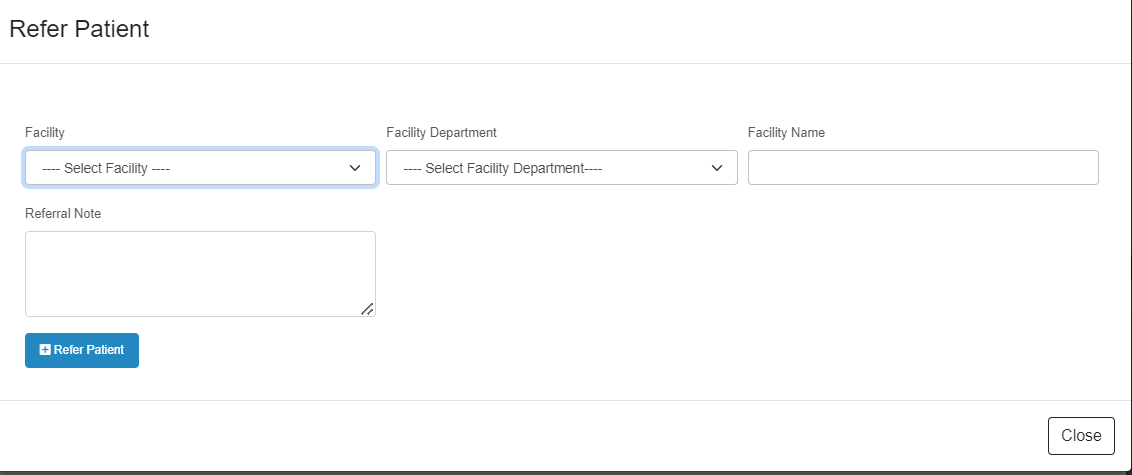 Refer Patient
Facility Facility Department Facility Name
---- Select Facility ---- ---- Select Facility Department----
Referral Note
Refer Patient
Close